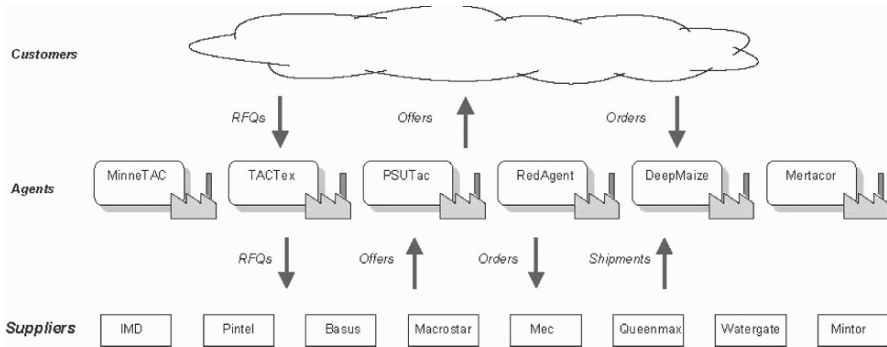 Customers
RFQs Offers Orders
MinneTAC TACTex PSUTac RedAgent DeepMaize Mertacor
Agents
RFQs Offers Orders Shipments
Suppliers IMD Pintel Basus Macrostar Mec Queenmax Watergate Mintor